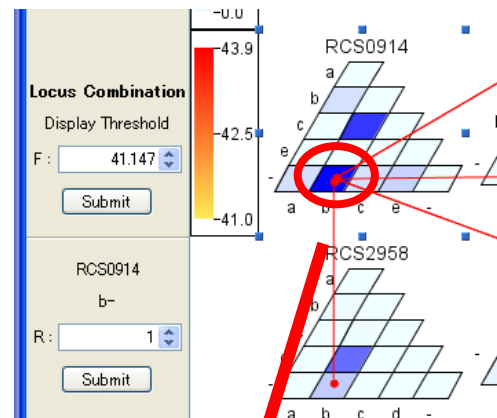 -0.0
43.9
42.5
41.0
Locus Combination
Display Threshold
F : 41.147
Submit
RCS0914
b-
R : 1
Submit
RCS0914
a
b
c
e
-
a b c e -
RCS2958
a
b
a b c d -